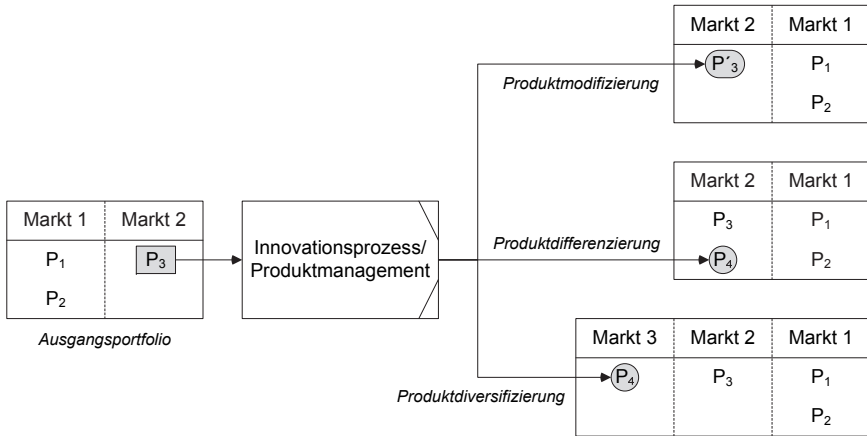 Markt 2 Markt 1
P´3 P1
P2
Produktmodifizierung
Markt 2 Markt 1
P3 P1
P4 P2
Produktdifferenzierung
Markt 1 Markt 2
P1 P3
P2
Ausgangsportfolio
Innovationsprozess/
Produktmanagement
Markt 3 Markt 2 Markt 1
P4 P3 P1
P2
Produktdiversifizierung